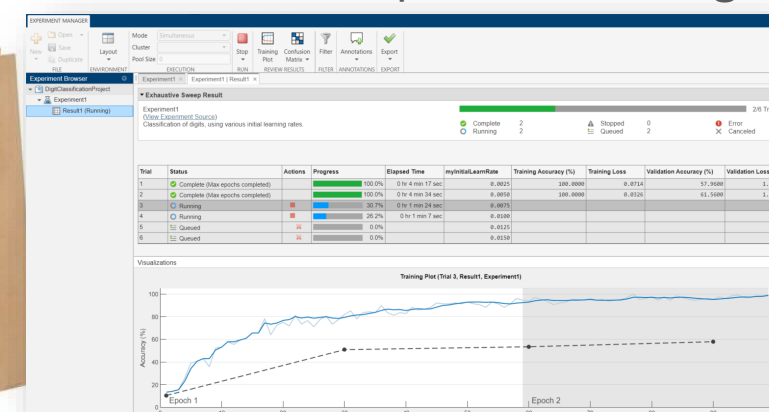 EXPERIMENT MANAGER
New Open Save Duplicate Layout Mode Simultaneous Cluster Pool Size 0 Stop Training Plot Confusion Matrix Filter Annotations Export
FILE ENVIRONMENT EXECUTION RUN REVIEW RESULTS FILTER ANNOTATIONS EXPORT
Experiment Browser
DigitClassificationProject
Experiment1
Result1 (Running)
Experiment1 × Experiment1 | Result1 ×
Exhaustive Sweep Result
Experiment1
(View Experiment Source)
Classification of digits, using various initial learning rates.
2/6 Tr
Complete 2 Stopped 0 Error
Running 2 Queued 2 Canceled
Trial Status Actions Progress Elapsed Time myInitialLearnRate Training Accuracy (%) Training Loss Validation Accuracy (%) Validation Loss
1 Complete (Max epochs completed) 100.0% 0 hr 4 min 17 sec 0.0025 100.0000 0.0714 57.9600 1.
2 Complete (Max epochs completed) 100.0% 0 hr 4 min 34 sec 0.0050 100.0000 0.0326 61.5600 1.
3 Running 30.7% 0 hr 1 min 24 sec 0.0075
4 Running 26.2% 0 hr 1 min 7 sec 0.0100
5 Queued 0.0% 0.0125
6 Queued 0.0% 0.0150
Visualizations
Training Plot (Trial 3, Result1, Experiment1)
Accuracy (%)
100
80
60
40
20
0
Epoch 1 Epoch 2